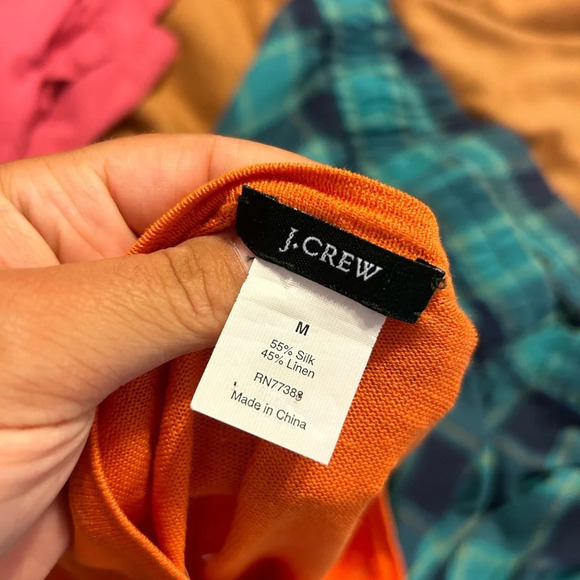 J.CREW
M
55% Silk
45% Linen
RN77388
Made in China